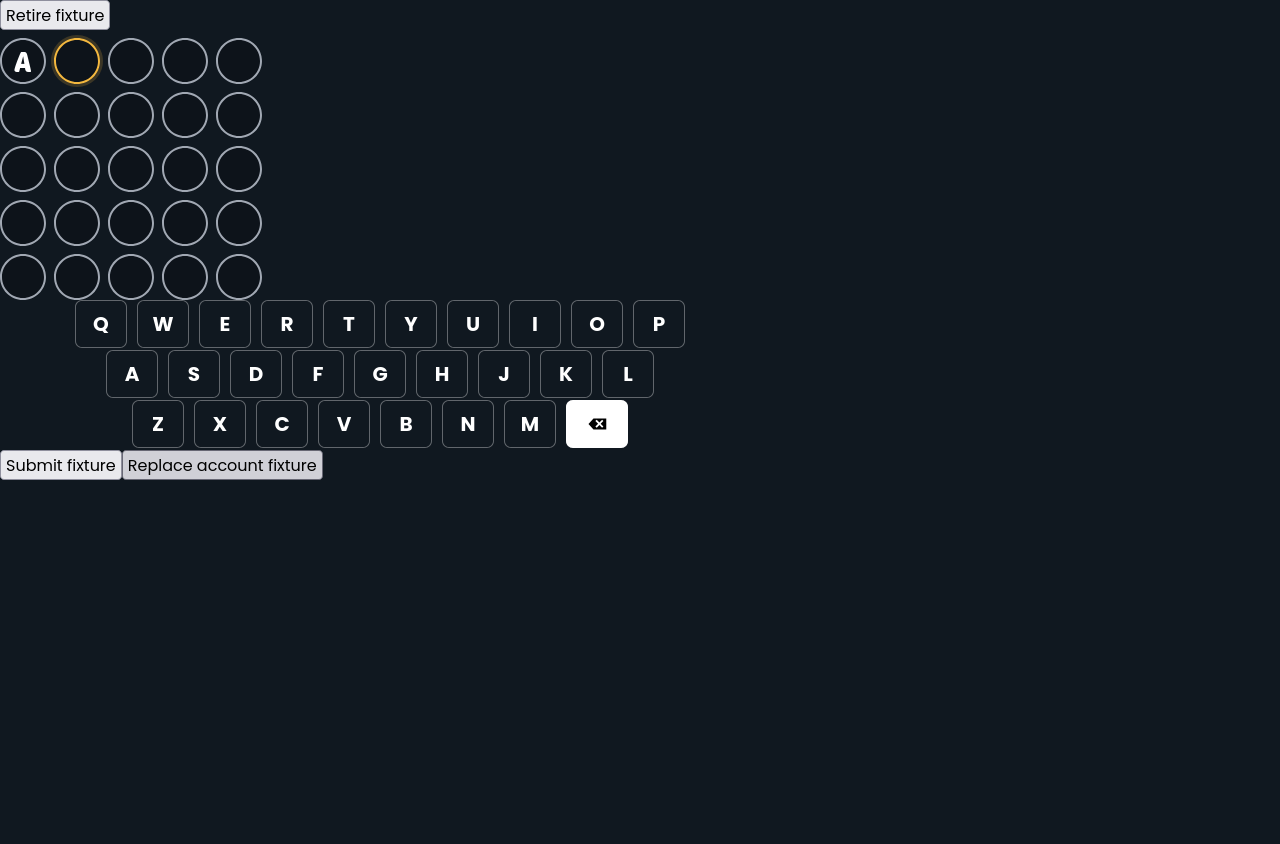 Retire fixture
A
Q W E R T Y U I O P
A S D F G H J K L
Z X C V B N M
Submit fixture Replace account fixture